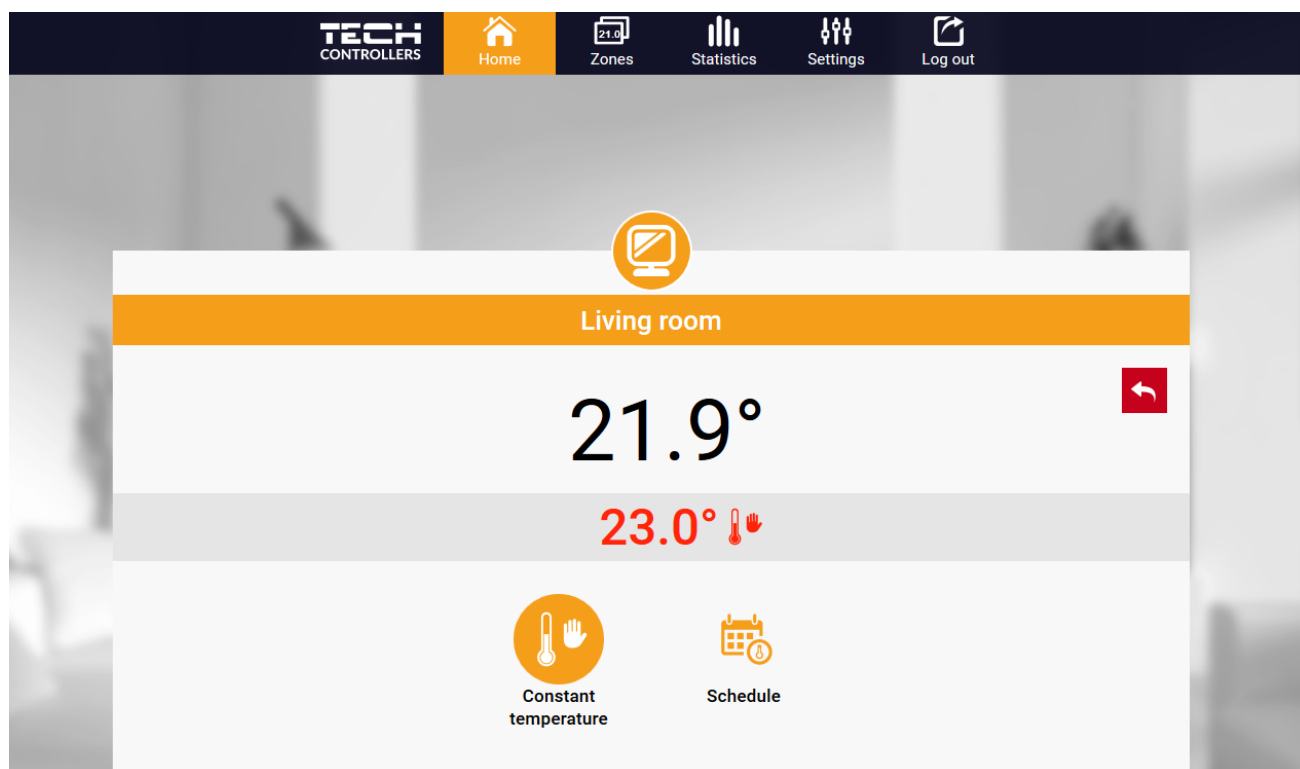 TECH
CONTROLLERS
Home
21.0
Zones
Statistics
Settings
Log out
Living room
21.9°
23.0°
Constant
temperature
Schedule